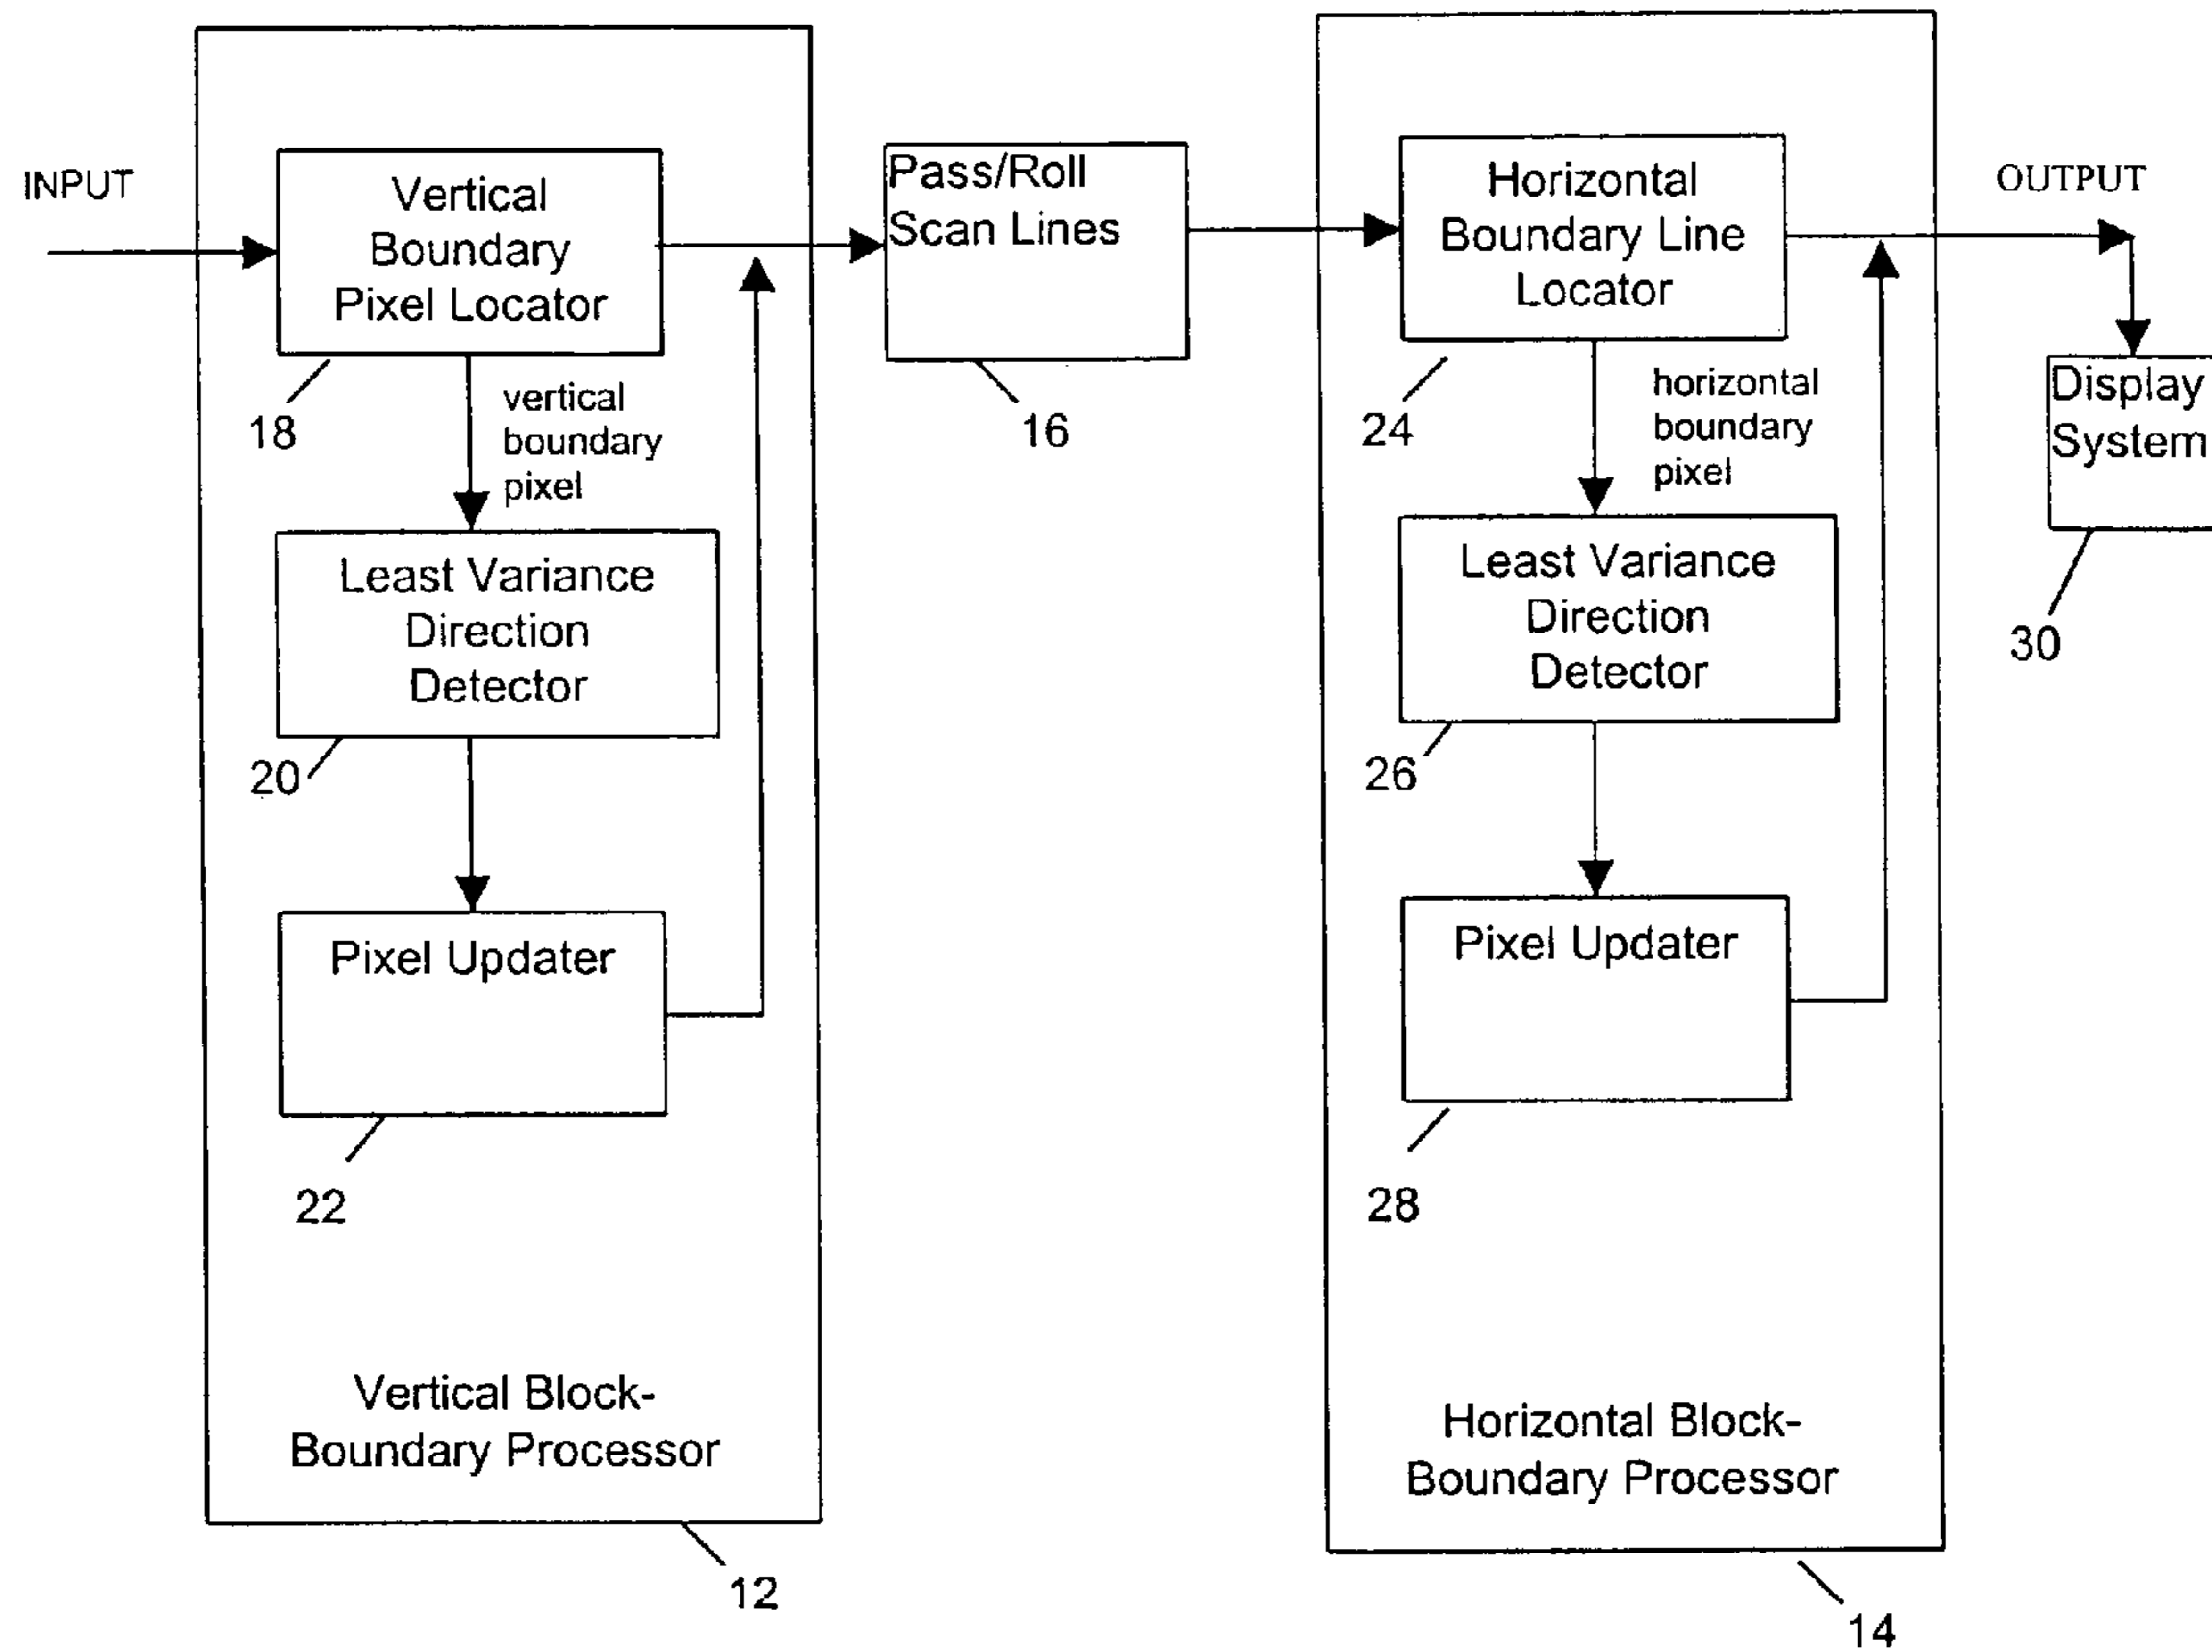 INPUT
Vertical
Boundary
Pixel Locator
18
vertical
boundary
pixel
Least Variance
Direction
Detector
20
Pixel Updater
22
Vertical Block-
Boundary Processor
12
Pass/Roll
Scan Lines
16
Horizontal
Boundary Line
Locator
24
horizontal
boundary
pixel
Least Variance
Direction
Detector
26
Pixel Updater
28
Horizontal Block-
Boundary Processor
14
OUTPUT
Display
System
30